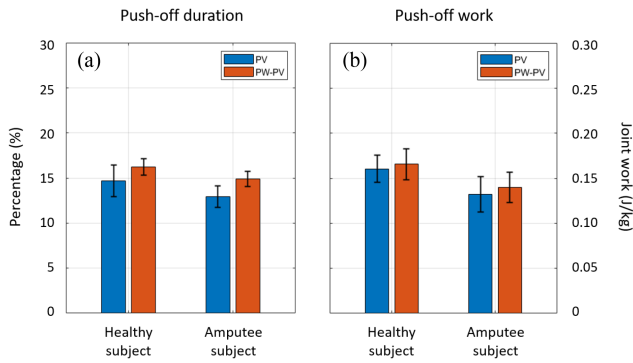 Push-off duration
Push-off work
(a)
PV
PW-PV
(b)
PV
PW-PV
Percentage (%)
30
25
20
15
10
5
0
Joint work (J/kg)
0.30
0.25
0.20
0.15
0.10
0.05
0
Healthy
subject
Amputee
subject
Healthy
subject
Amputee
subject